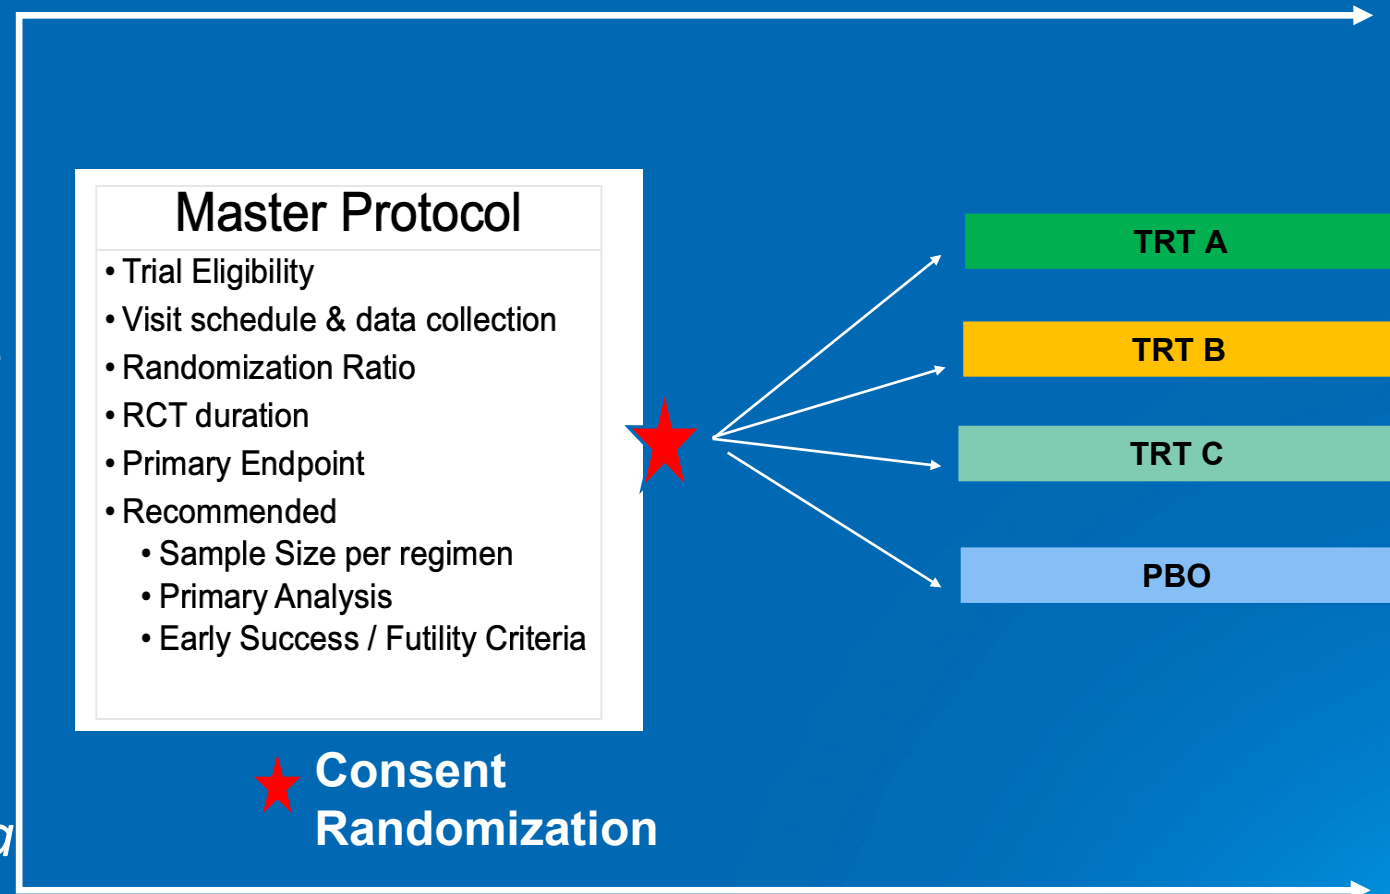 Master Protocol
• Trial Eligibility
• Visit schedule & data collection
• Randomization Ratio
• RCT duration
• Primary Endpoint
• Recommended
• Sample Size per regimen
• Primary Analysis
• Early Success / Futility Criteria
TRT A
TRT B
TRT C
PBO
Consent
Randomization